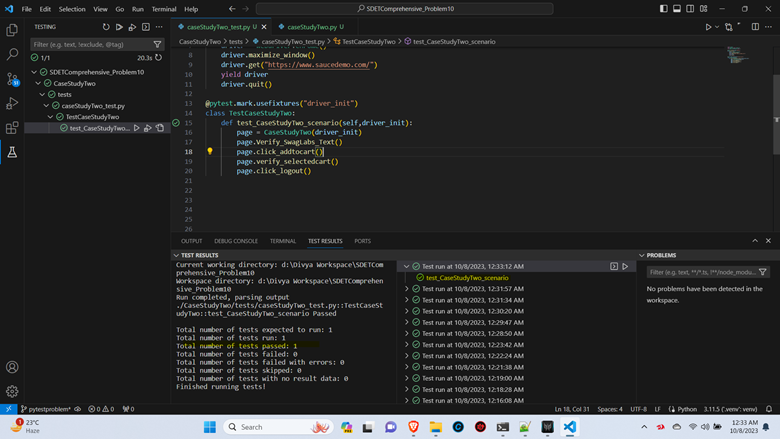 File Edit Selection View Go Run Terminal Help
SDETComprehensive_Problem10
TESTING
Filter (e.g. text, !exclude, @tag)
1/1
20.3s
SDETComprehensive_Problem10
CaseStudyTwo
tests
caseStudyTwo_test.py
TestCaseStudyTwo
test_CaseStudyTwo...
caseStudyTwo_test.py U
caseTwo.py U
CaseStudyTwo > tests > caseStudyTwo_test.py > TestCaseStudyTwo > test_CaseStudyTwo_scenario
8 driver.maximize_window()
9 driver.get("https://www.saucedemo.com/")
10 yield driver
11 driver.quit()
12
13 @pytest.mark.usefixtures("driver_init")
14 class TestCaseStudyTwo:
15 def test_CaseStudyTwo_scenario(self,driver_init):
16 page = CaseStudyTwo(driver_init)
17 page.Verify_SwagLabs_Text()
18 page.click_addtocart()
19 page.verify_selectedcart()
20 page.click_logout()
21
22
23
24
25
26
OUTPUT DEBUG CONSOLE TERMINAL TEST RESULTS PORTS
TEST RESULTS
Current working directory: d:\Divya Workspace\SDETCom
prehensive_Problem10
Workspace directory: d:\Divya Workspace\SDETComprehen
sive_Problem10
Run completed, parsing output
./CaseStudyTwo/tests/caseStudyTwo_test.py::TestCaseSt
udyTwo::test_CaseStudyTwo_scenario Passed
Total number of tests expected to run: 1
Total number of tests run: 1
Total number of tests passed: 1
Total number of tests failed: 0
Total number of tests failed with errors: 0
Total number of tests skipped: 0
Total number of tests with no result data: 0
Finished running tests!
Test run at 10/8/2023, 12:33:12 AM
test_CaseStudyTwo_scenario
Test run at 10/8/2023, 12:31:57 AM
Test run at 10/8/2023, 12:31:34 AM
Test run at 10/8/2023, 12:30:20 AM
Test run at 10/8/2023, 12:29:47 AM
Test run at 10/8/2023, 12:28:50 AM
Test run at 10/8/2023, 12:23:42 AM
Test run at 10/8/2023, 12:22:24 AM
Test run at 10/8/2023, 12:21:38 AM
Test run at 10/8/2023, 12:19:00 AM
Test run at 10/8/2023, 12:18:28 AM
Test run at 10/8/2023, 12:16:08 AM
PROBLEMS
Filter (e.g. text, **/*.ts, !**/node_modu...
No problems have been detected in the
workspace.
pytestproblem* 0 0 0
Ln 18, Col 31 Spaces: 4 UTF-8 LF Python 3.11.5 ('.venv': venv)
23°C
Haze
Search
12:33 AM
10/8/2023